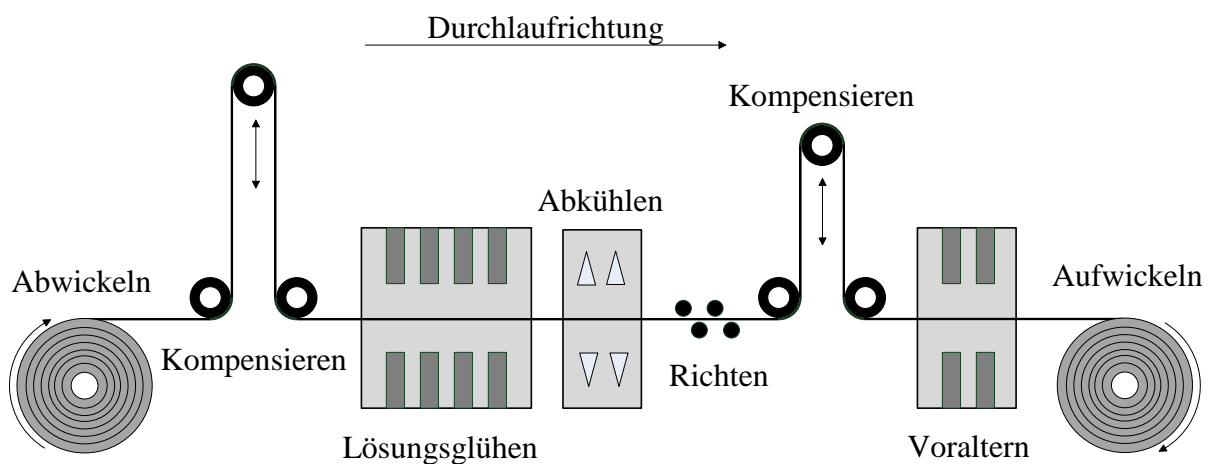 Durchlaufrichtung
Kompensieren
Abkühlen
Abwickeln
Aufwickeln
Kompensieren
Richten
Lösungsglühen
Voraltern